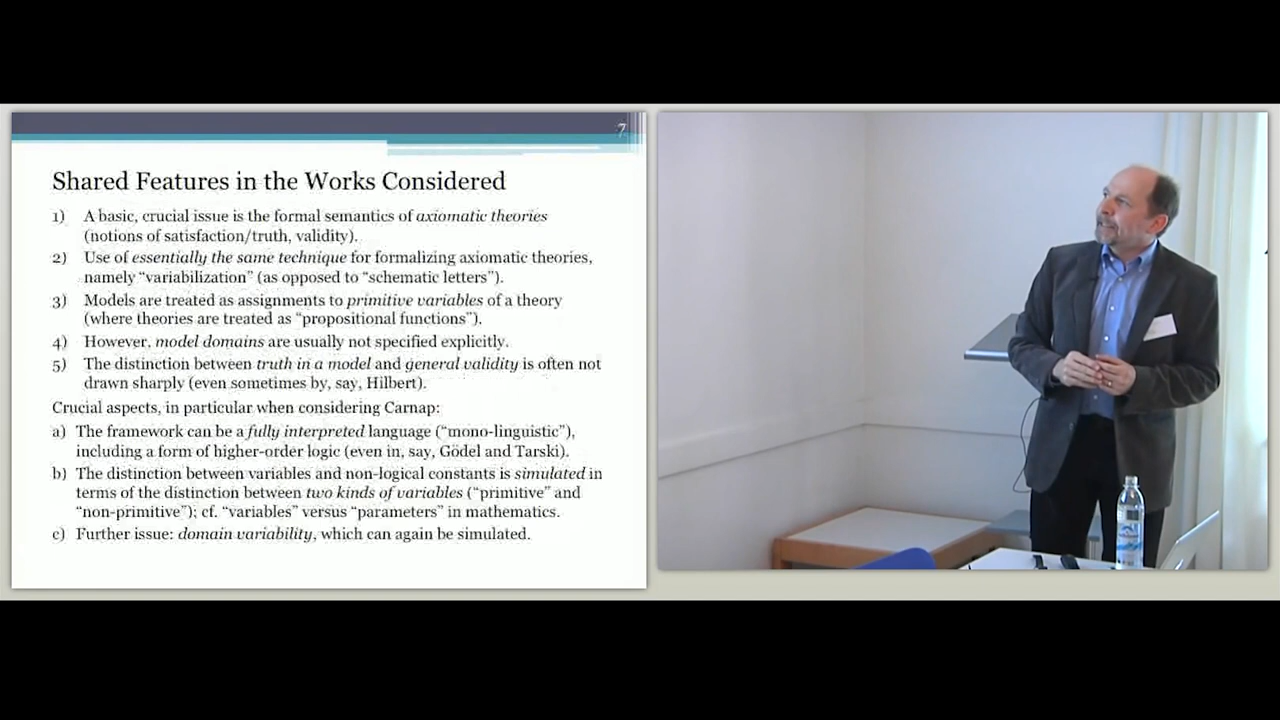 7
Shared Features in the Works Considered
1) A basic, crucial issue is the formal semantics of axiomatic theories
(notions of satisfaction/truth, validity).
2) Use of essentially the same technique for formalizing axiomatic theories,
namely “variabilization” (as opposed to “schematic letters”).
3) Models are treated as assignments to primitive variables of a theory
(where theories are treated as “propositional functions”).
4) However, model domains are usually not specified explicitly.
5) The distinction between truth in a model and general validity is often not
drawn sharply (even sometimes by, say, Hilbert).
Crucial aspects, in particular when considering Carnap:
a) The framework can be a fully interpreted language (“mono-linguistic”),
including a form of higher-order logic (even in, say, Gödel and Tarski).
b) The distinction between variables and non-logical constants is simulated in
terms of the distinction between two kinds of variables (“primitive” and
“non-primitive”); cf. “variables” versus “parameters” in mathematics.
c) Further issue: domain variability, which can again be simulated.